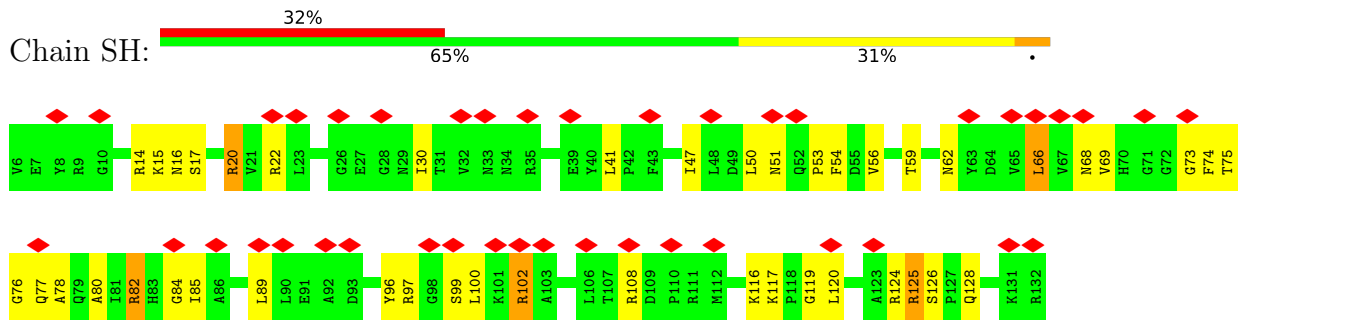 32%
Chain SH:
65% 31% •
V6 E7 Y8 R9 G10 R14 K15 N16 S17 R20 V21 R22 L23 G26 E27 G28 N29 I30 T31 V32 N33 N34 R35 E39 Y40 L41 P42 F43 I47 L48 D49 L50 N51 Q52 P53 F54 D55 V56 T59 N62 Y63 D64 V65 L66 V67 N68 V69 H70 G71 G72 G73 F74 T75
G76 Q77 A78 Q79 A80 I81 R82 H83 G84 I85 A86 L89 L90 E91 A92 D93 Y96 R97 G98 S99 L100 K101 R102 A103 L106 T107 R108 D109 P110 R111 M112 K116 K117 P118 G119 L120 A123 R124 R125 S126 P127 Q128 K131 R132